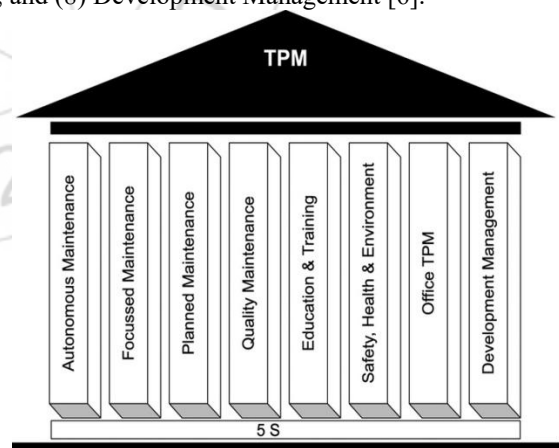 and (8) Development Management [6].
TPM
Autonomous Maintenance
Focussed Maintenance
Planned Maintenance
Quality Maintenance
Education & Training
Safety, Health & Environment
Office TPM
Development Management
5 S